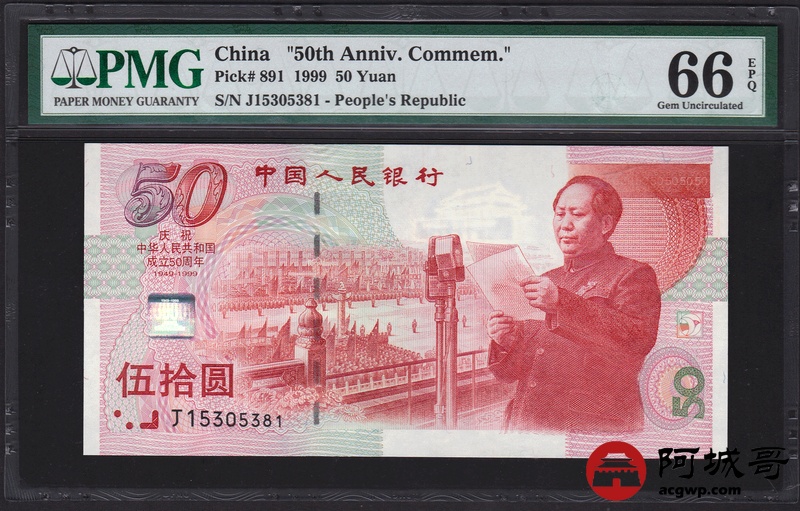 PMG
PAPER MONEY GUARANTY
China "50th Anniv. Commem."
Pick# 891 1999 50 Yuan
S/N J15305381 - People's Republic
66
EPQ
Gem Uncirculated
50
中国人民银行
庆祝
中华人民共和国
成立50周年
1949-1999
伍拾圆
J15305381
50
阿城哥
acgwp.com